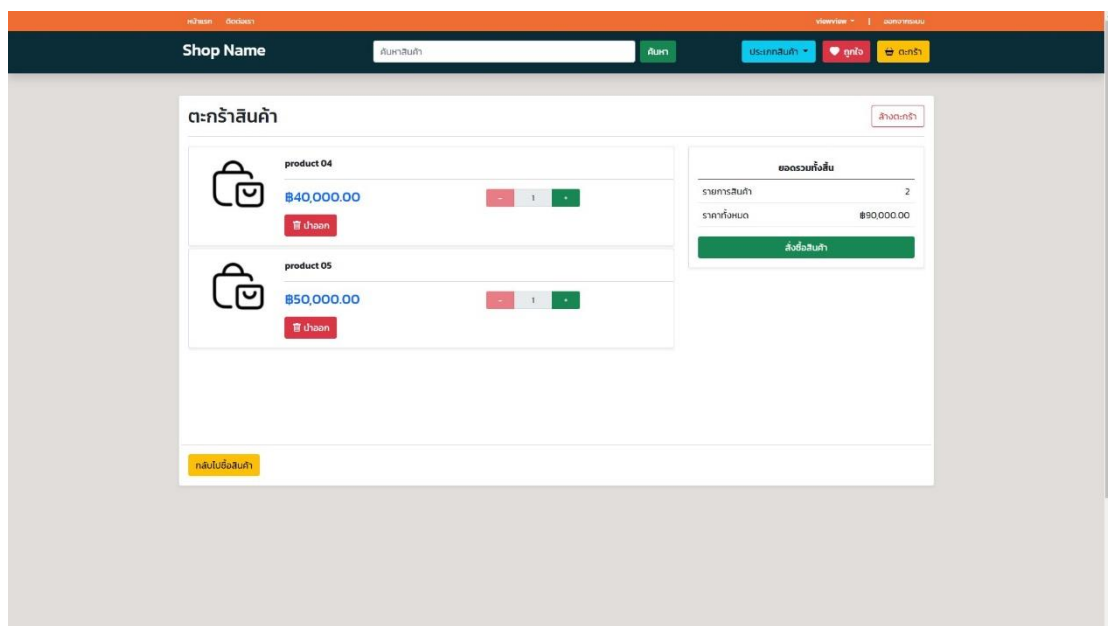 หน้าแรก ติดต่อเรา viewview | ออกจากระบบ
Shop Name ค้นหาสินค้า ค้นหา ประเภทสินค้า ถูกใจ ตะกร้า
ตะกร้าสินค้า ล้างตะกร้า
product 04
฿40,000.00 - 1 +
นำออก
product 05
฿50,000.00 - 1 +
นำออก
ยอดรวมทั้งสิ้น
รายการสินค้า 2
ราคาทั้งหมด ฿90,000.00
สั่งซื้อสินค้า
กลับไปซื้อสินค้า